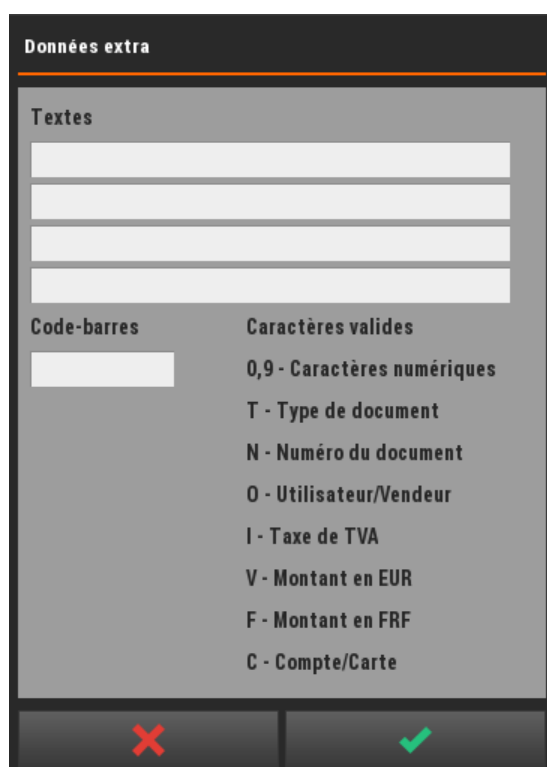 Données extra
Textes
Code-barres
Caractères valides
0,9 - Caractères numériques
T - Type de document
N - Numéro du document
O - Utilisateur/Vendeur
I - Taxe de TVA
V - Montant en EUR
F - Montant en FRF
C - Compte/Carte